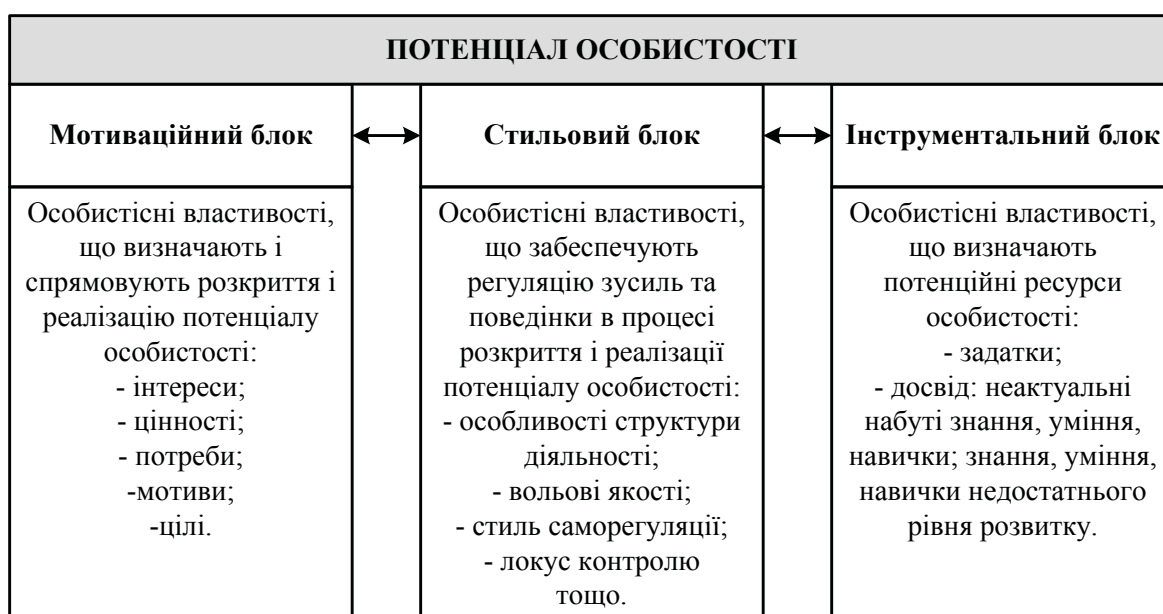 ПОТЕНЦІАЛ ОСОБИСТОСТІ
Мотиваційний блок
Стильовий блок
Інструментальний блок
Особистісні властивості,
що визначають і
спрямовують розкриття і
реалізацію потенціалу
особистості:
- інтереси;
- цінності;
- потреби;
-мотиви;
-цілі.
Особистісні властивості,
що забеспечують
регуляцію зусиль та
поведінки в процесі
розкриття і реалізації
потенціалу особистості:
- особливості структури
діяльності;
- вольові якості;
- стиль саморегуляції;
- локус контролю
тощо.
Особистісні властивості,
що визначають
потенційні ресурси
особистості:
- задатки;
- досвід: неактуальні
набуті знання, уміння,
навички; знання, уміння,
навички недостатнього
рівня розвитку.